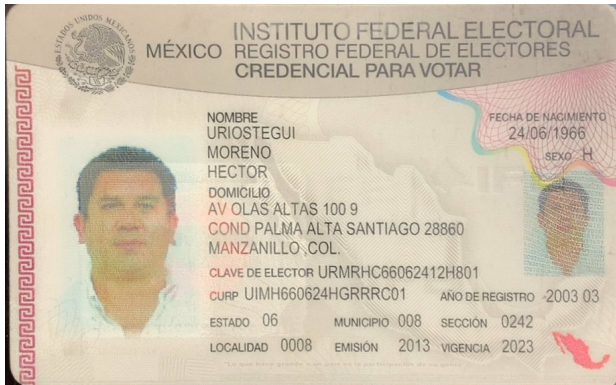 ESTADOS UNIDOS MEXICANOS
MÉXICO
INSTITUTO FEDERAL ELECTORAL
REGISTRO FEDERAL DE ELECTORES
CREDENCIAL PARA VOTAR
NOMBRE
URIOSTEGUI
MORENO
HECTOR
FECHA DE NACIMIENTO
24/06/1966
SEXO H
DOMICILIO
AV OLAS ALTAS 100 9
COND PALMA ALTA SANTIAGO 28860
MANZANILLO ,COL.
CLAVE DE ELECTOR URMRHC66062412H801
CURP UIMH660624HGRRRC01 AÑO DE REGISTRO 2003 03
ESTADO 06 MUNICIPIO 008 SECCIÓN 0242
LOCALIDAD 0008 EMISIÓN 2013 VIGENCIA 2023